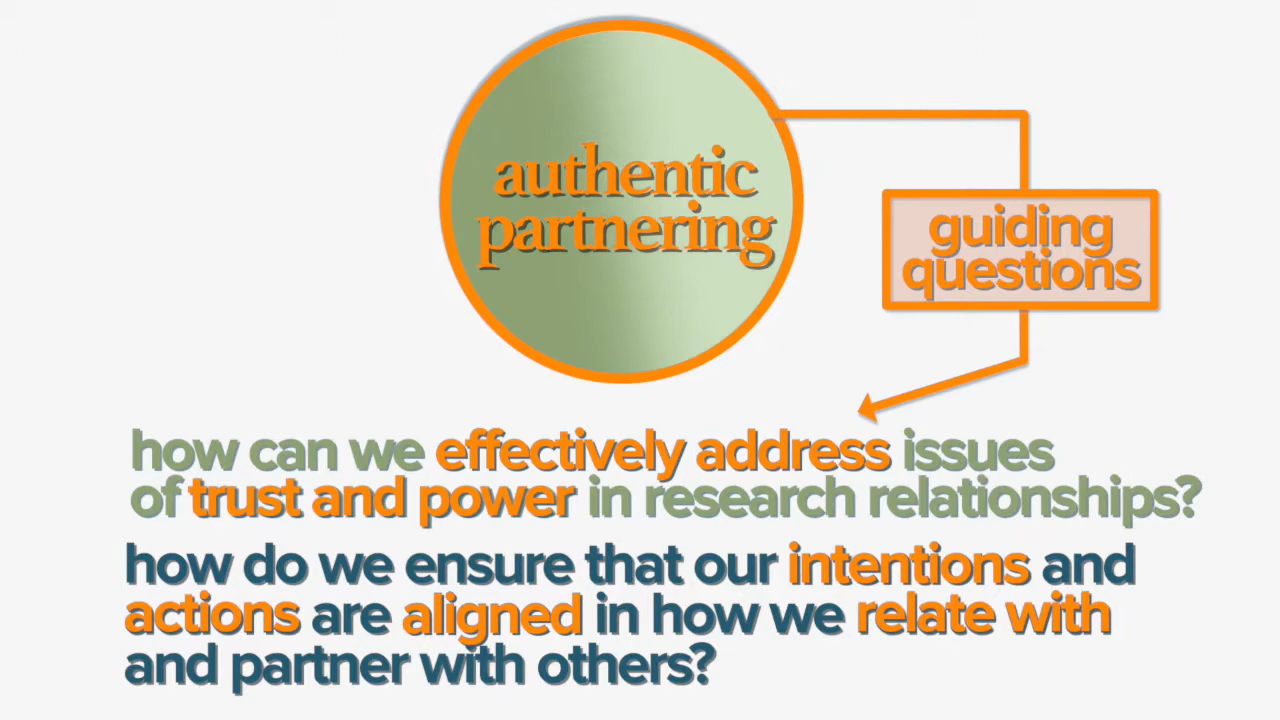 authentic
partnering
guiding
questions
how can we effectively address issues
of trust and power in research relationships?
how do we ensure that our intentions and
actions are aligned in how we relate with
and partner with others?